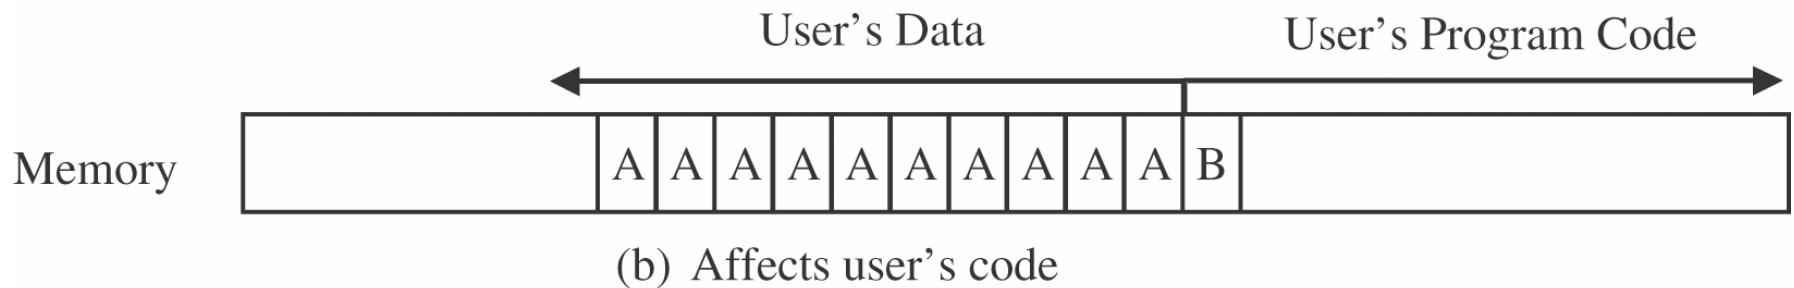 User’s Data
User’s Program Code
Memory
A A A A A A A A A A B
(b) Affects user’s code